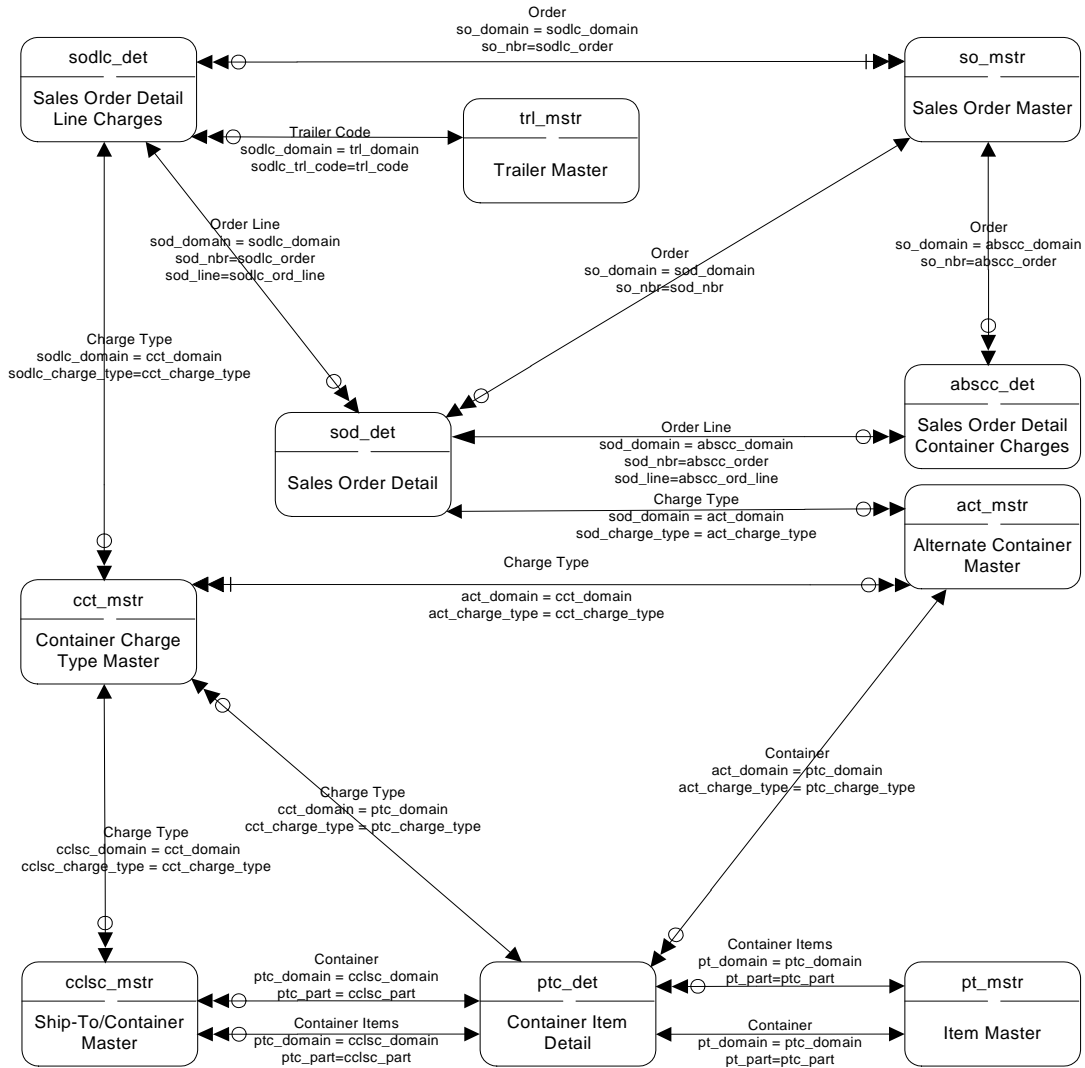 Order
so_domain = sodlc_domain
so_nbr=sodlc_order
sodlc_det
Sales Order Detail
Line Charges
so_mstr
Sales Order Master
trl_mstr
Trailer Master
Trailer Code
sodlc_domain = trl_domain
sodlc_trl_code=trl_code
Order Line
sod_domain = sodlc_domain
sod_nbr=sodlc_order
sod_line=sodlc_ord_line
Order
so_domain = sod_domain
so_nbr=sod_nbr
Order
so_domain = abscc_domain
so_nbr=abscc_order
Charge Type
sodlc_domain = cct_domain
sodlc_charge_type=cct_charge_type
abscc_det
Sales Order Detail
Container Charges
sod_det
Sales Order Detail
Order Line
sod_domain = abscc_domain
sod_nbr=abscc_order
sod_line=abscc_ord_line
Charge Type
sod_domain = act_domain
sod_charge_type = act_charge_type
act_mstr
Alternate Container
Master
Charge Type
act_domain = cct_domain
act_charge_type = cct_charge_type
cct_mstr
Container Charge
Type Master
Container
act_domain = ptc_domain
act_charge_type = ptc_charge_type
Charge Type
cct_domain = ptc_domain
cct_charge_type = ptc_charge_type
Charge Type
cclsc_domain = cct_domain
cclsc_charge_type = cct_charge_type
cclsc_mstr
Ship-To/Container
Master
Container
ptc_domain = cclsc_domain
ptc_part = cclsc_part
Container Items
ptc_domain = cclsc_domain
ptc_part=cclsc_part
ptc_det
Container Item
Detail
Container Items
pt_domain = ptc_domain
pt_part=ptc_part
Container
pt_domain = ptc_domain
pt_part=ptc_part
pt_mstr
Item Master